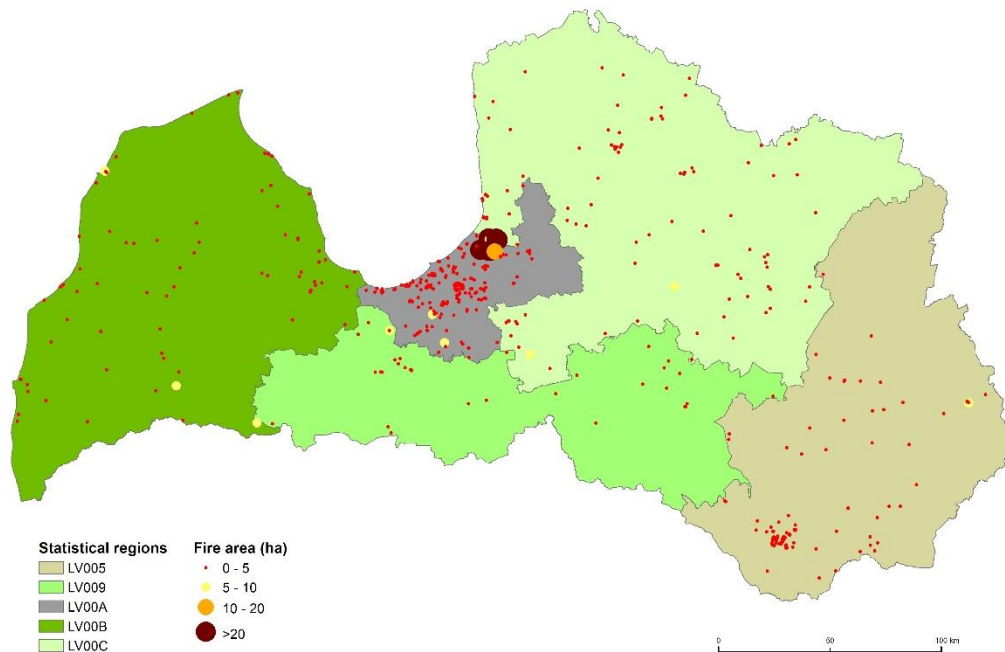 Statistical regions
LV005
LV009
LV00A
LV00B
LV00C
Fire area (ha)
0 - 5
5 - 10
10 - 20
>20
0 50 100 km